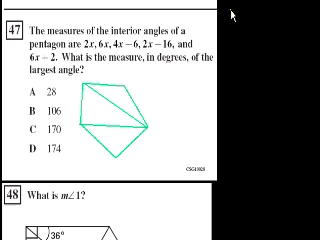 47 The measures of the interior angles of a
pentagon are 2x, 6x, 4x − 6, 2x − 16, and
6x − 2. What is the measure, in degrees, of the
largest angle?
A 28
B 106
C 170
D 174
CSG10028
48 What is m∠1?
36°